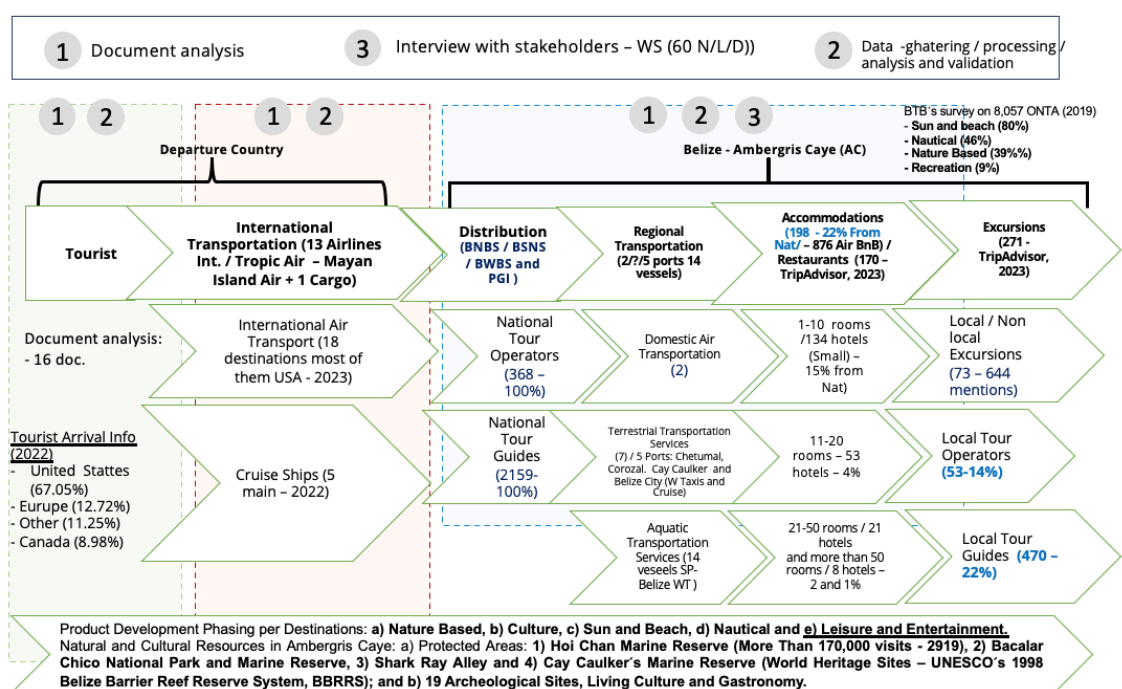 1 Document analysis
3 Interview with stakeholders – WS (60 N/L/D))
2 Data -ghatering / processing /
analysis and validation
1 2
1 2
1 2 3
BTB´s survey on 8,057 ONTA (2019)
- Sun and beach (80%)
- Nautical (46%)
- Nature Based (39%%)
- Recreation (9%)
Departure Country
Belize - Ambergris Caye (AC)
Tourist
International
Transportation (13 Airlines
Int. / Tropic Air – Mayan
Island Air + 1 Cargo)
Distribution
(BNBS / BSNS
/ BWBS and
PGI )
Regional
Transportation
(2/?/5 ports 14
vessels)
Accommodations
(198 - 22% From
Nat/ – 876 Air BnB) /
Restaurants (170 –
TripAdvisor, 2023)
Excursions
(271 -
TripAdvisor,
2023)
Document analysis:
- 16 doc.
International Air
Transport (18
destinations most of
them USA - 2023)
National
Tour
Operators
(368 –
100%)
Domestic Air
Transportation
(2)
1-10 rooms
/134 hotels
(Small) –
15% from
Nat)
Local / Non
local
Excursions
(73 – 644
mentions)
Tourist Arrival Info
(2022)
- United Stattes
(67.05%)
- Europe (12.72%)
- Other (11.25%)
- Canada (8.98%)
Cruise Ships (5
main – 2022)
National
Tour
Guides
(2159-
100%)
Terrestrial Transportation
Services
(7) / 5 Ports: Chetumal,
Corozal. Cay Caulker and
Belize City (W Taxis and
Cruise)
11-20
rooms – 53
hotels – 4%
Local Tour
Operators
(53-14%)
Aquatic
Transportation
Services (14
veseels SP-
Belize WT )
21-50 rooms / 21
hotels
and more than 50
rooms / 8 hotels –
2 and 1%
Local Tour
Guides (470 –
22%)
Product Development Phasing per Destinations: a) Nature Based, b) Culture, c) Sun and Beach, d) Nautical and e) Leisure and Entertainment.
Natural and Cultural Resources in Ambergris Caye: a) Protected Areas: 1) Hoi Chan Marine Reserve (More Than 170,000 visits - 2919), 2) Bacalar
Chico National Park and Marine Reserve, 3) Shark Ray Alley and 4) Cay Caulker´s Marine Reserve (World Heritage Sites – UNESCO´s 1998
Belize Barrier Reef Reserve System, BBRRS); and b) 19 Archeological Sites, Living Culture and Gastronomy.